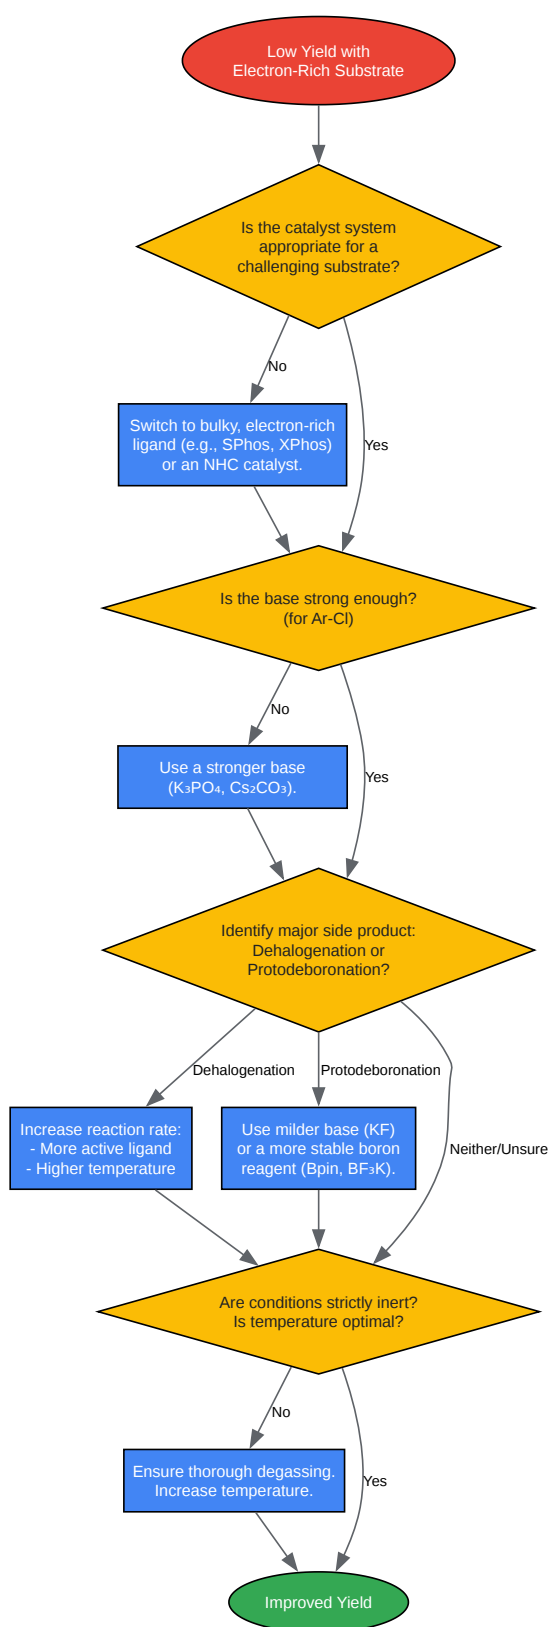 Low Yield with
Electron-Rich Substrate
Is the catalyst system
appropriate for a
challenging substrate?
No
Switch to bulky, electron-rich
ligand (e.g., SPhos, XPhos)
or an NHC catalyst.
Yes
Is the base strong enough?
(for Ar-Cl)
No
Use a stronger base
(K₃PO₄, Cs₂CO₃).
Yes
Identify major side product:
Dehalogenation or
Protodeboronation?
Dehalogenation
Protodeboronation
Neither/Unsure
Increase reaction rate:
- More active ligand
- Higher temperature
Use milder base (KF)
or a more stable boron
reagent (Bpin, BF₃K).
Are conditions strictly inert?
Is temperature optimal?
No
Ensure thorough degassing.
Increase temperature.
Yes
Improved Yield